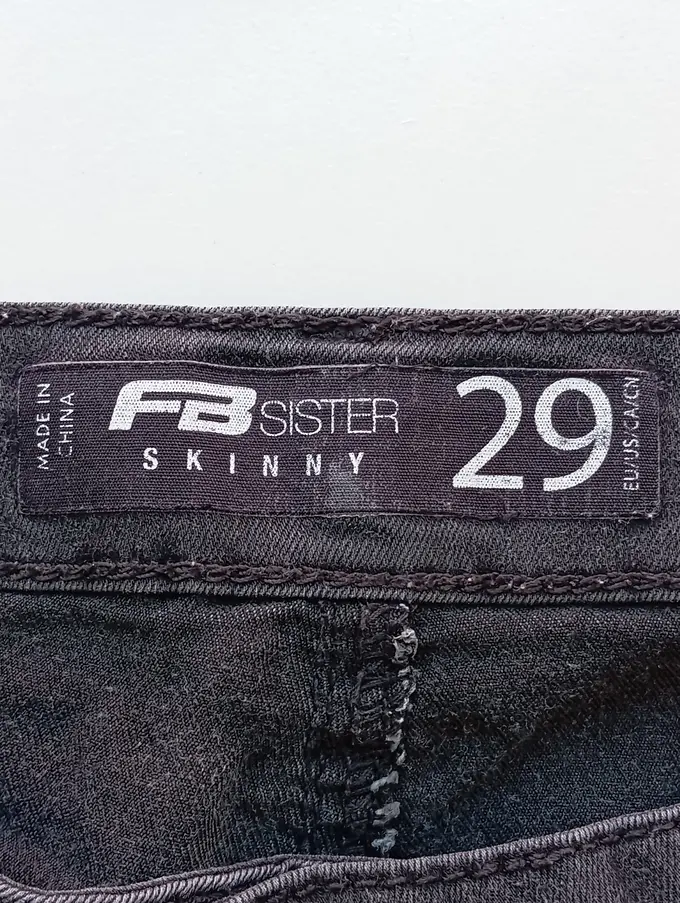 MADE IN
CHINA
FB SISTER
SKINNY
29
EU/US/CA/CN